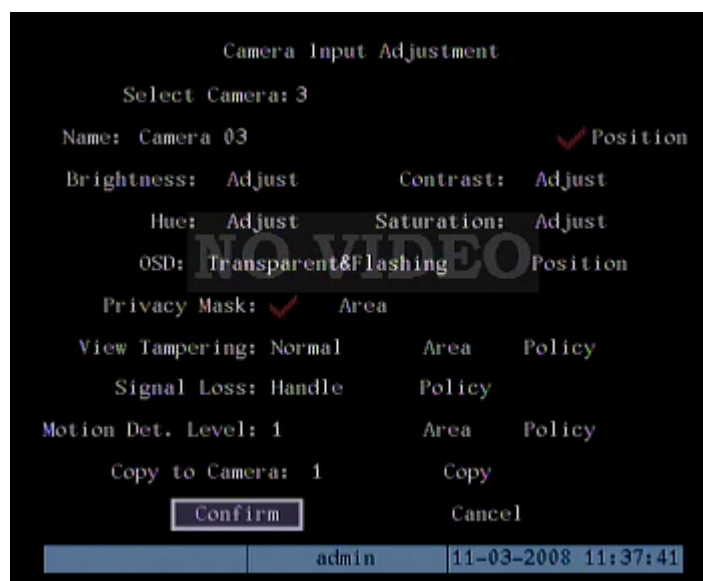 Camera Input Adjustment
Select Camera: 3
Name: Camera 03 Position
Brightness: Adjust Contrast: Adjust
Hue: Adjust Saturation: Adjust
NO VIDEO
OSD: Transparent&Flashing Position
Privacy Mask: Area
View Tampering: Normal Area Policy
Signal Loss: Handle Policy
Motion Det. Level: 1 Area Policy
Copy to Camera: 1 Copy
Confirm Cancel
admin 11-03-2008 11:37:41